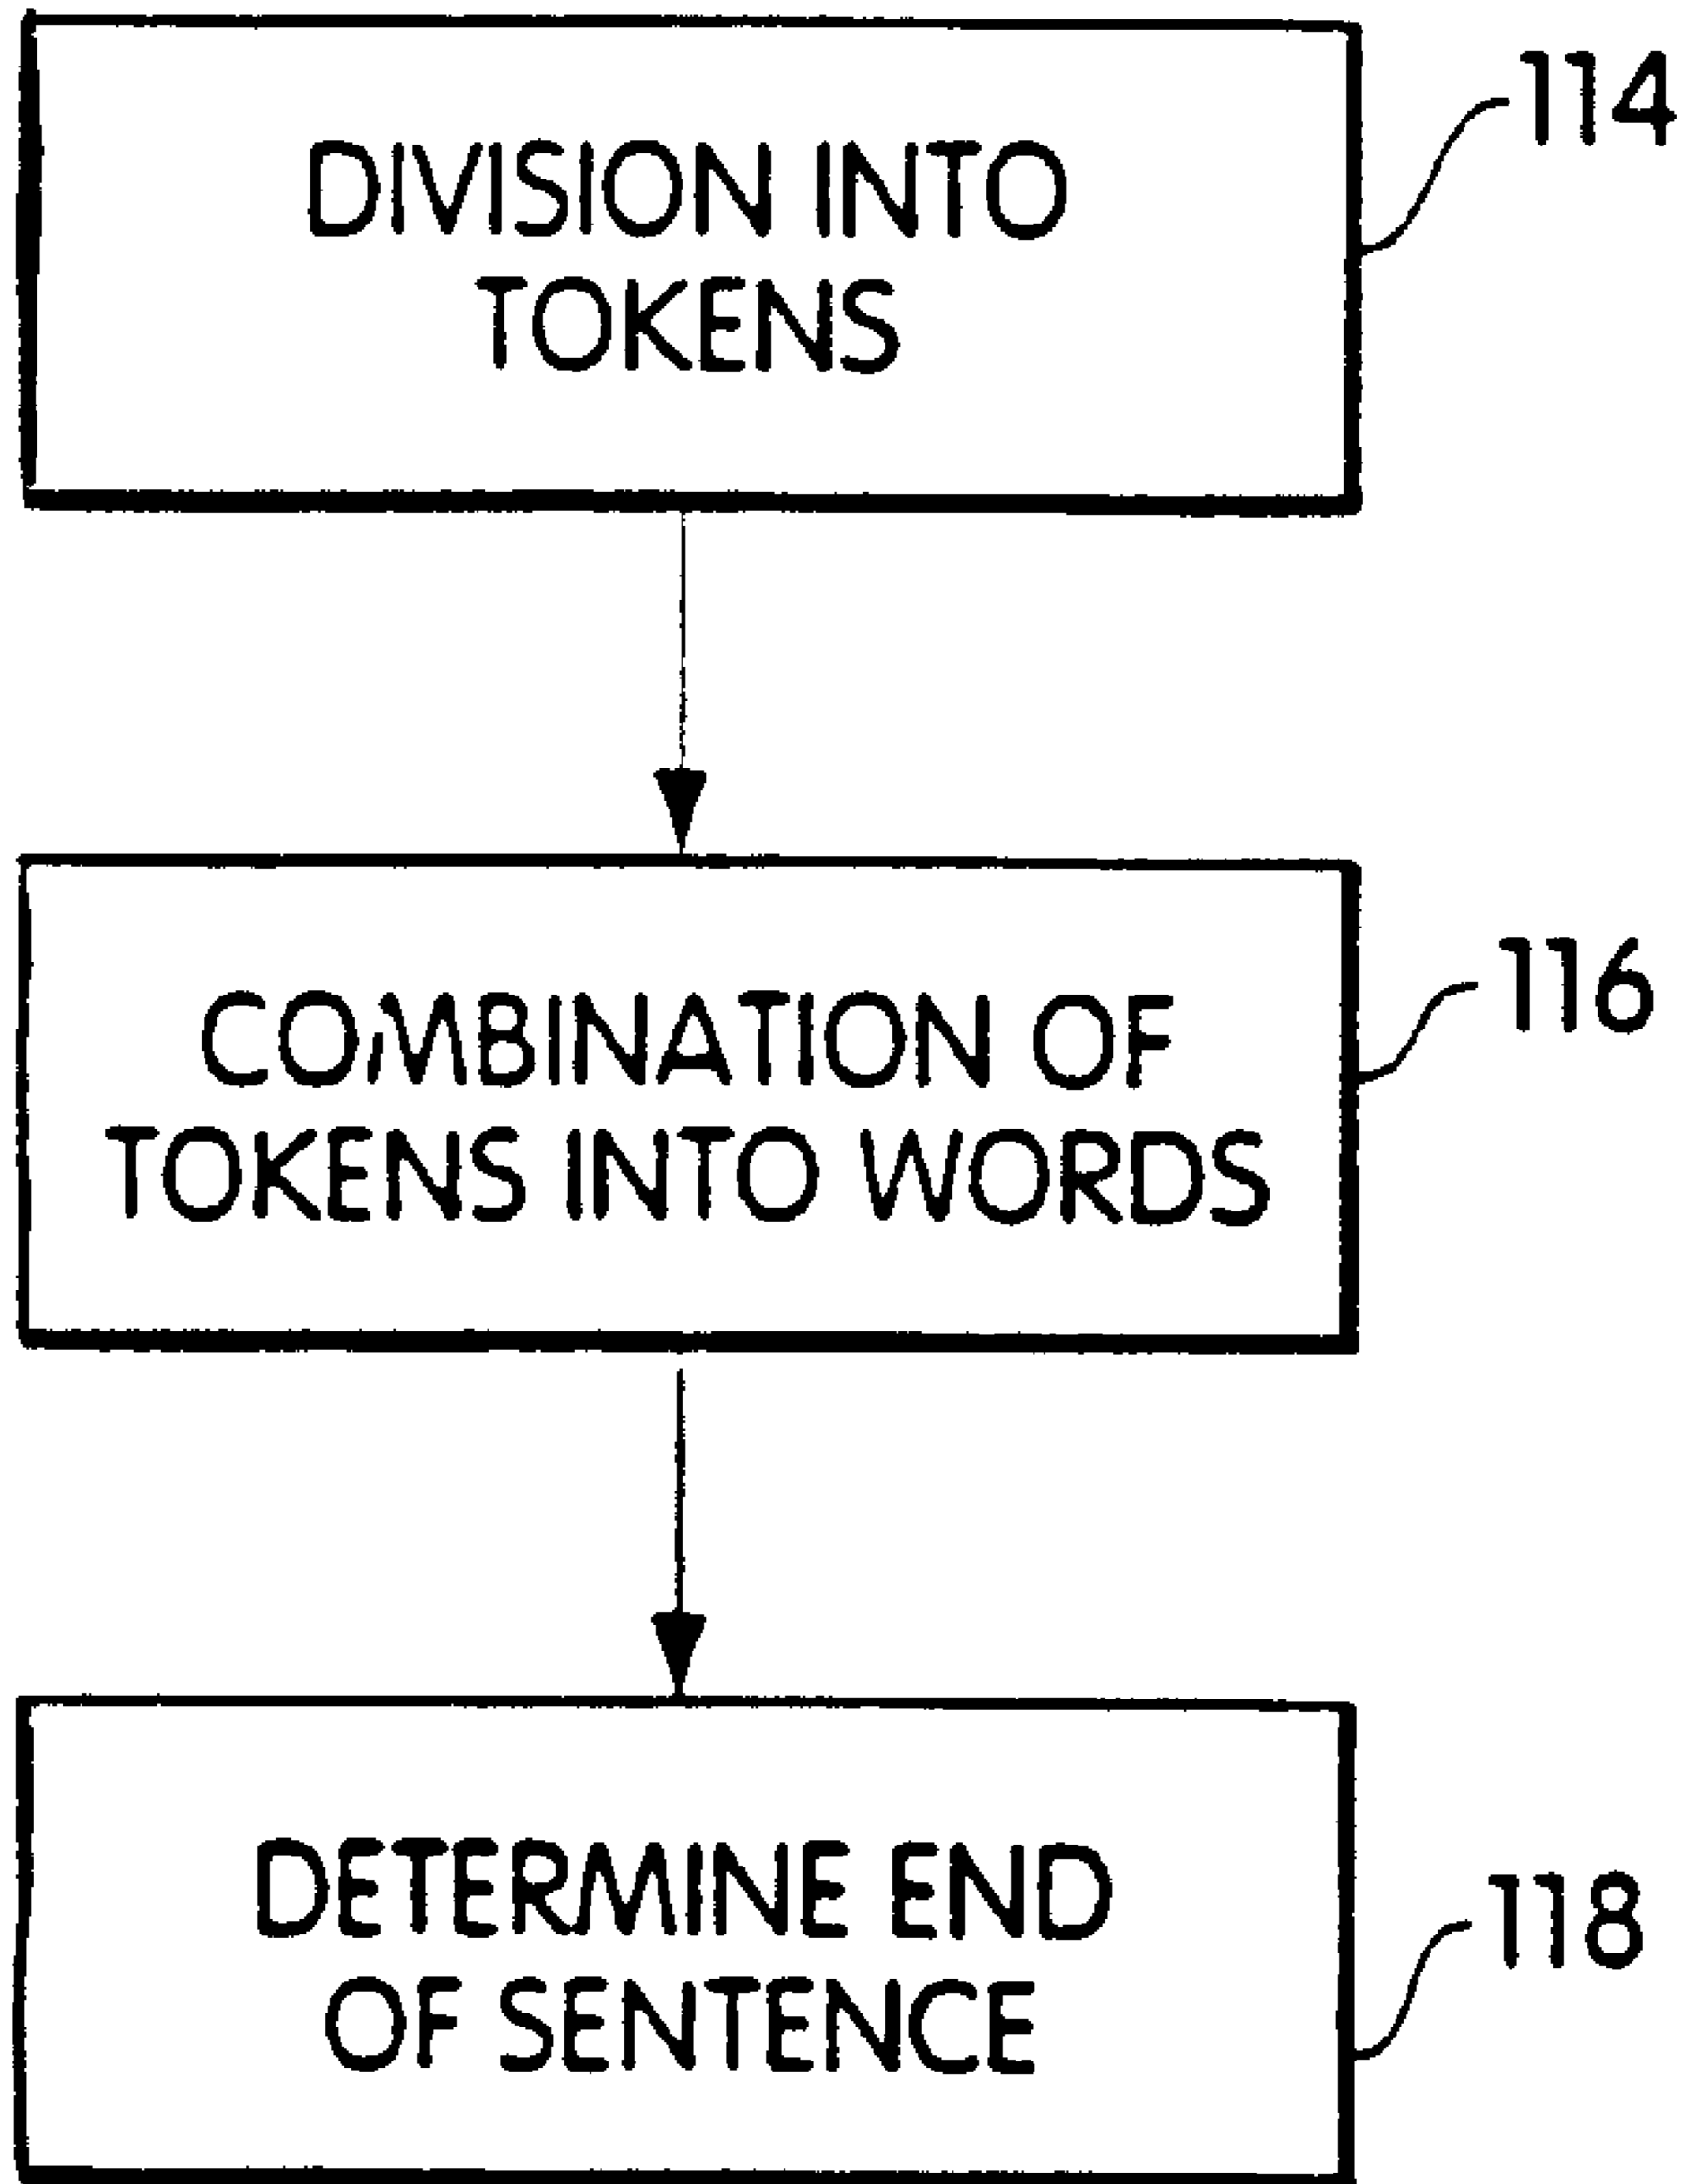 114
DIVISION INTO
TOKENS
116
COMBINATION OF
TOKENS INTO WORDS
118
DETERMINE END
OF SENTENCE